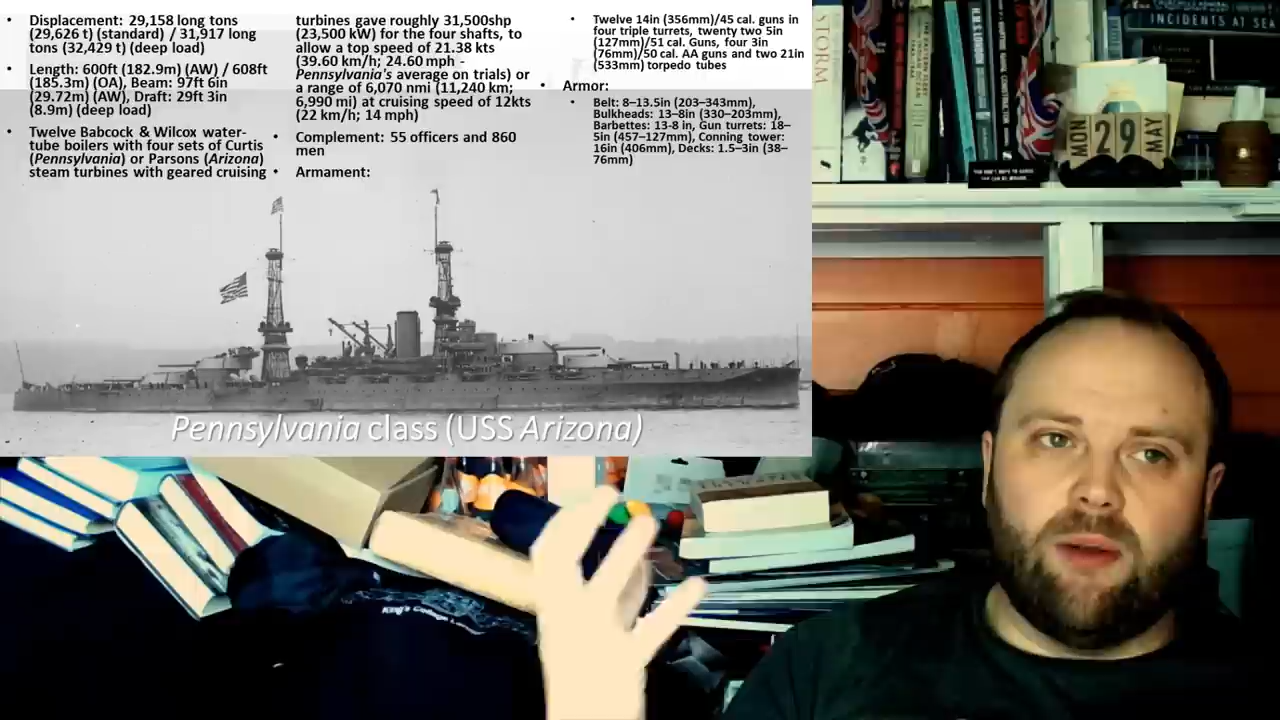 Displacement: 29,158 long tons
(29,626 t) (standard) / 31,917 long
tons (32,429 t) (deep load)
Length: 600ft (182.9m) (AW) / 608ft
(185.3m) (OA), Beam: 97ft 6in
(29.72m) (AW), Draft: 29ft 3in
(8.9m) (deep load)
Twelve Babcock & Wilcox water-
tube boilers with four sets of Curtis
(Pennsylvania) or Parsons (Arizona)
steam turbines with geared cruising
turbines gave roughly 31,500shp
(23,500 kW) for the four shafts, to
allow a top speed of 21.38 kts
(39.60 km/h; 24.60 mph -
Pennsylvania's average on trials) or
a range of 6,070 nmi (11,240 km;
6,990 mi) at cruising speed of 12kts
(22 km/h; 14 mph)
Complement: 55 officers and 860
men
Armament:
Twelve 14in (356mm)/45 cal. guns in
four triple turrets, twenty two 5in
(127mm)/51 cal. Guns, four 3in
(76mm)/50 cal. AA guns and two 21in
(533mm) torpedo tubes
Armor:
Belt: 8–13.5in (203–343mm),
Bulkheads: 13–8in (330–203mm),
Barbettes: 13-8 in, Gun turrets: 18–
5in (457–127mm), Conning tower:
16in (406mm), Decks: 1.5–3in (38–
76mm)
Pennsylvania class (USS Arizona)
STORM
INCIDENTS AT SEA
MON 29 MAY
King's College